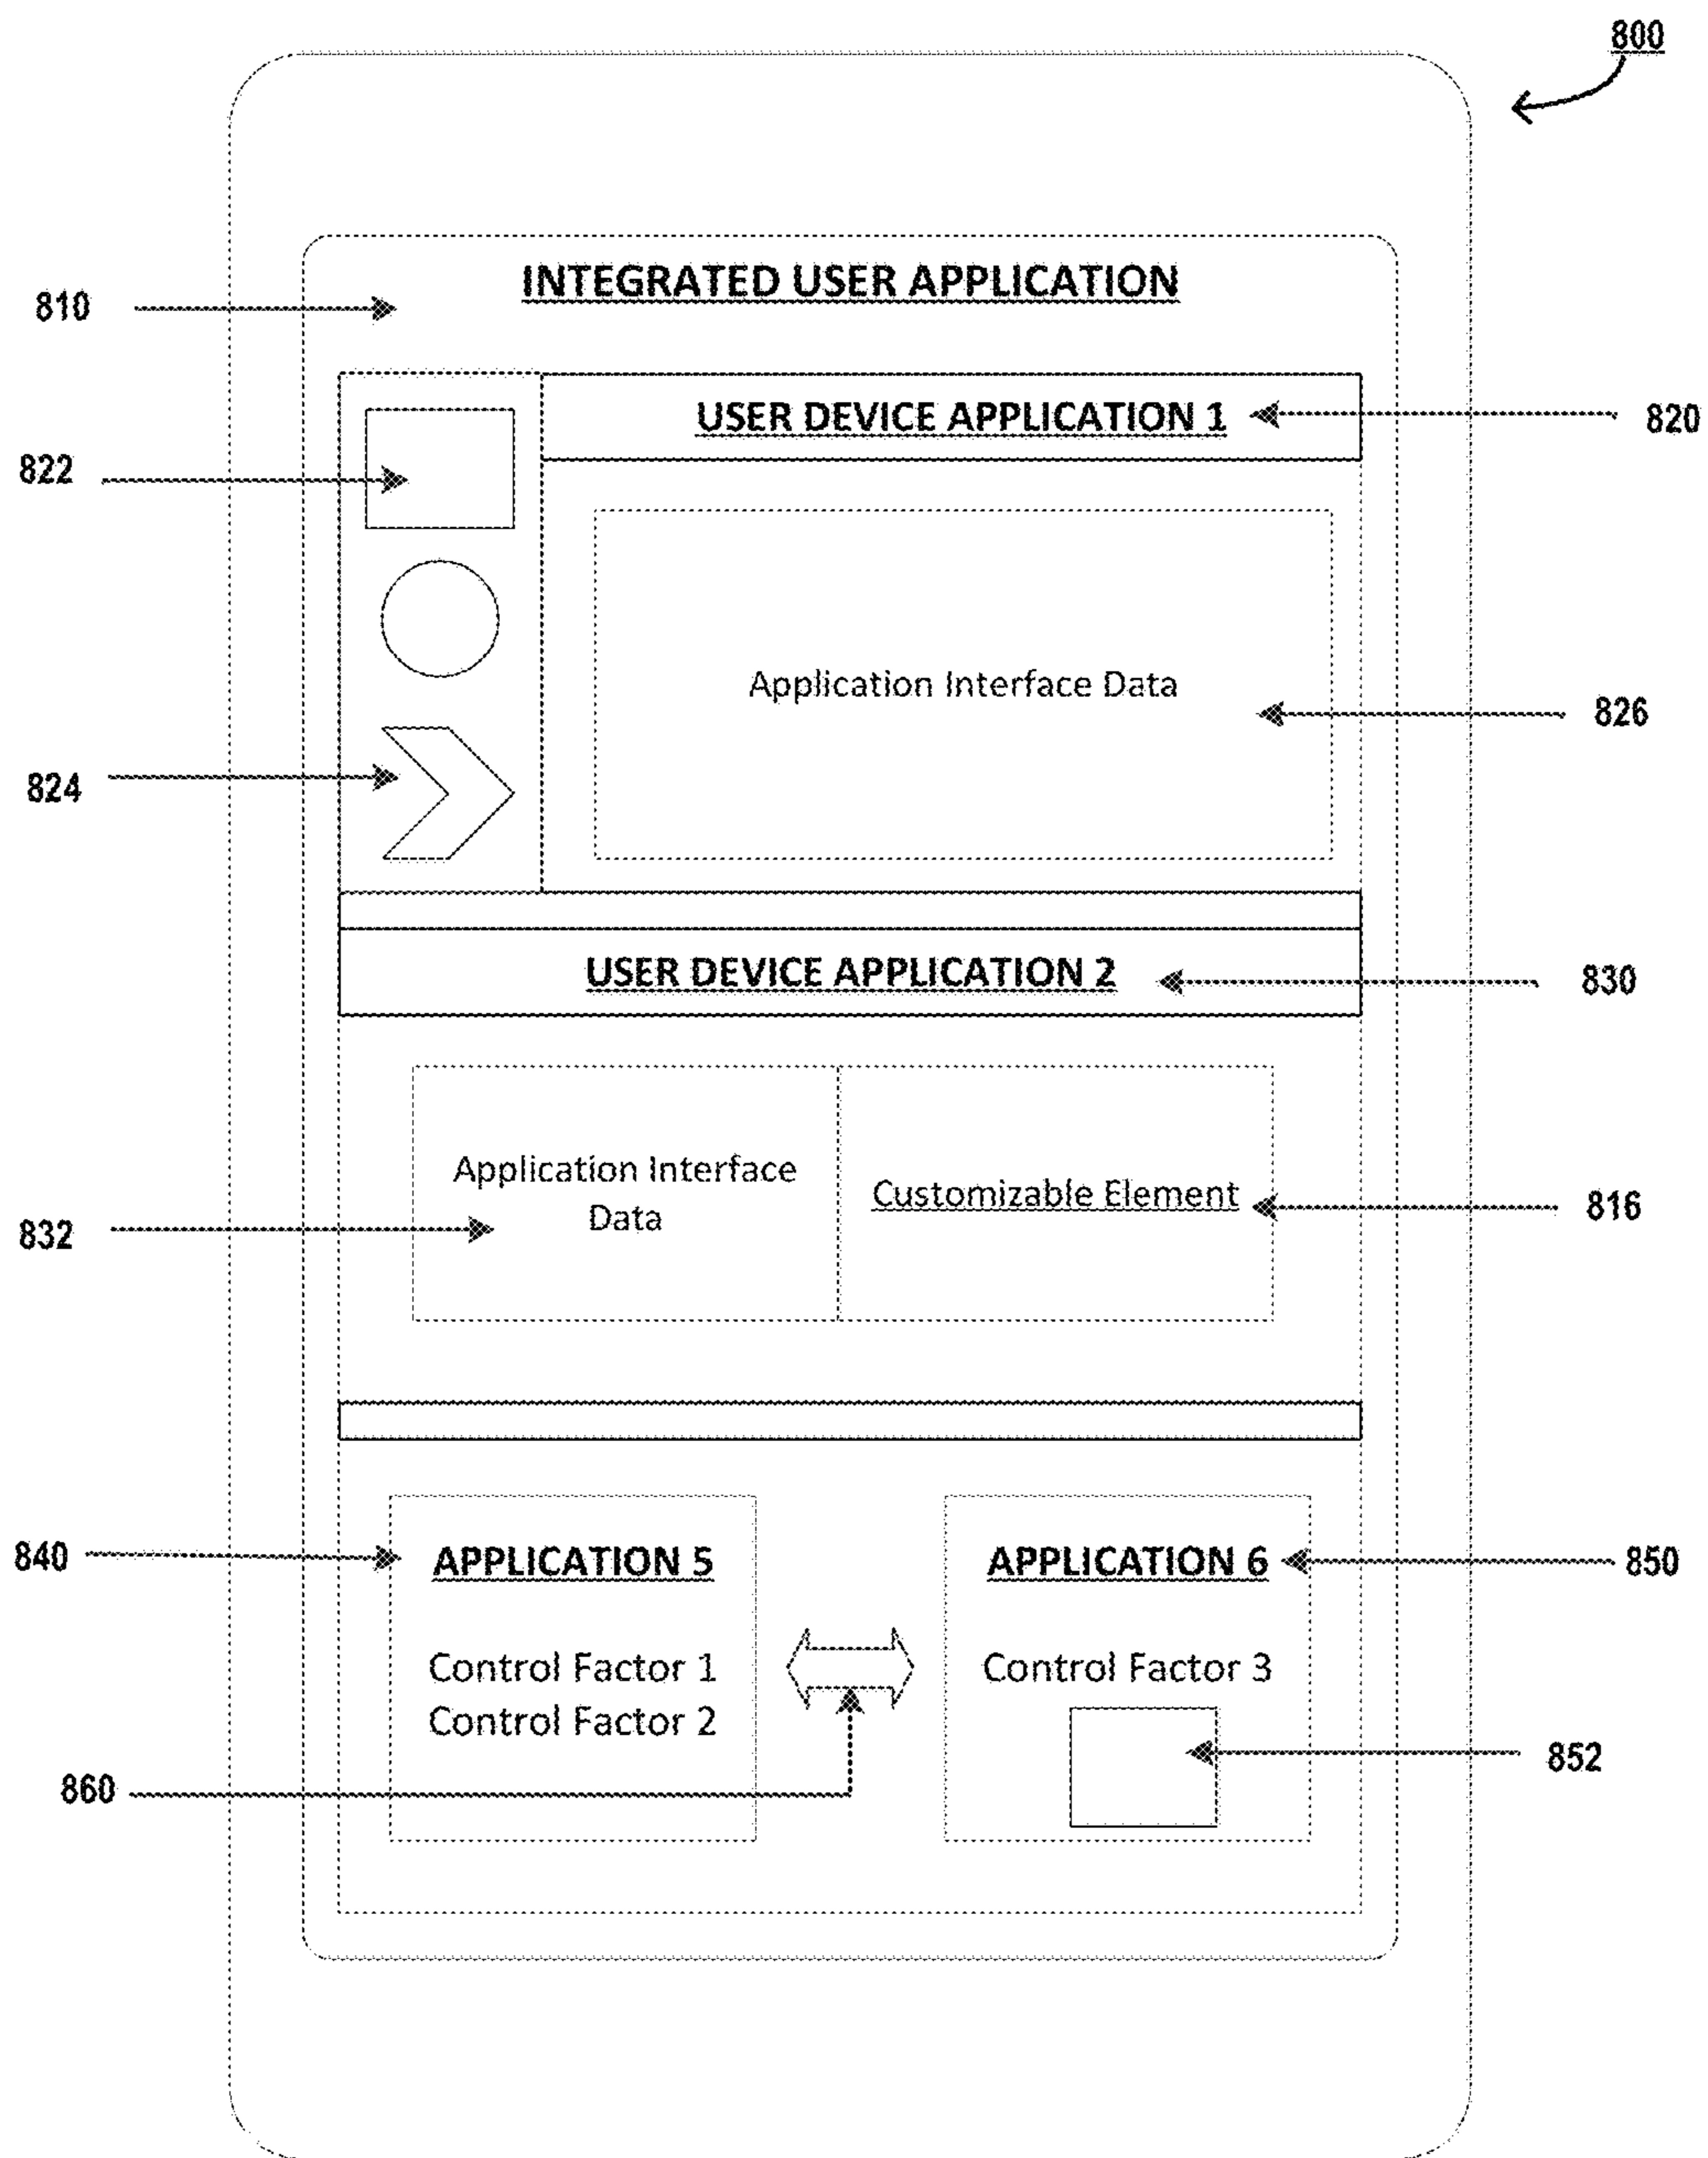 800
INTEGRATED USER APPLICATION
810
USER DEVICE APPLICATION 1
820
822
Application Interface Data
826
824
USER DEVICE APPLICATION 2
830
Application Interface
Data
Customizable Element
816
832
840
APPLICATION 5
APPLICATION 6
850
Control Factor 1
Control Factor 2
Control Factor 3
852
860